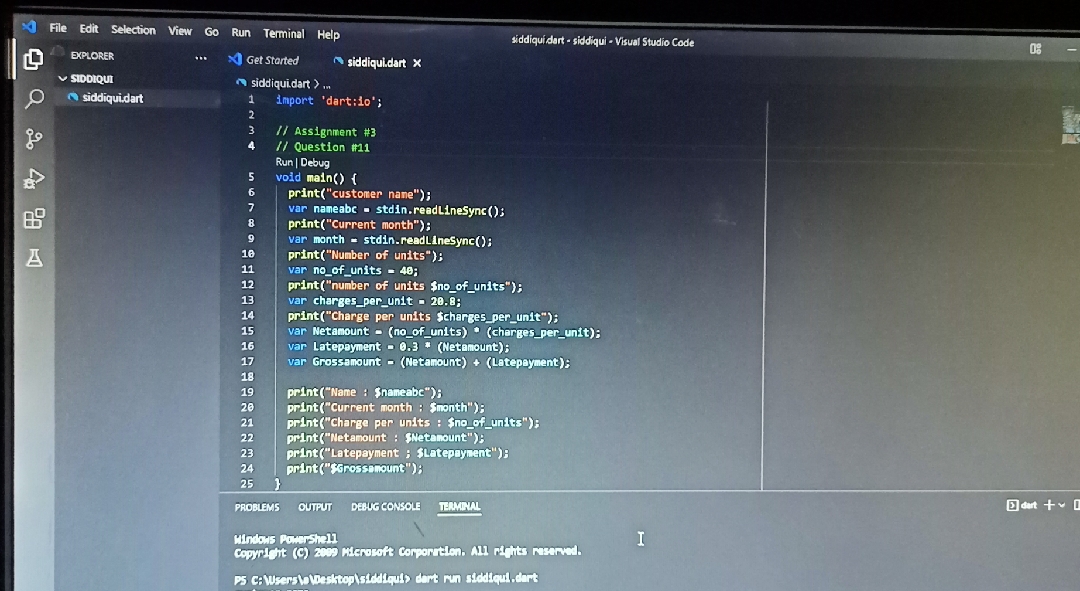 File Edit Selection View Go Run Terminal Help
siddiqui.dart - siddiqui - Visual Studio Code
EXPLORER ...
SIDDIQUI
siddiqui.dart
Get Started siddiqui.dart
siddiqui.dart > ...
1 import 'dart:io';
2
3 // Assignment #3
4 // Question #11
Run | Debug
5 void main() {
6 print("customer name");
7 var nameabc = stdin.readLineSync();
8 print("Current month");
9 var month = stdin.readLineSync();
10 print("Number of units");
11 var no_of_units = 40;
12 print("number of units $no_of_units");
13 var charges_per_unit = 20.8;
14 print("Charge per units $charges_per_unit");
15 var Netamount = (no_of_units) * (charges_per_unit);
16 var Latepayment = 0.3 * (Netamount);
17 var Grossamount = (Netamount) + (Latepayment);
18
19 print("Name : $nameabc");
20 print("Current month : $month");
21 print("Charge per units : $no_of_units");
22 print("Netamount : $Netamount");
23 print("Latepayment ; $Latepayment");
24 print("$Grossamount");
25 }
PROBLEMS OUTPUT DEBUG CONSOLE TERMINAL
dart
Windows PowerShell
Copyright (C) 2009 Microsoft Corporation. All rights reserved.
PS C:\Users\a\Desktop\siddiqui> dart run siddiqui.dart